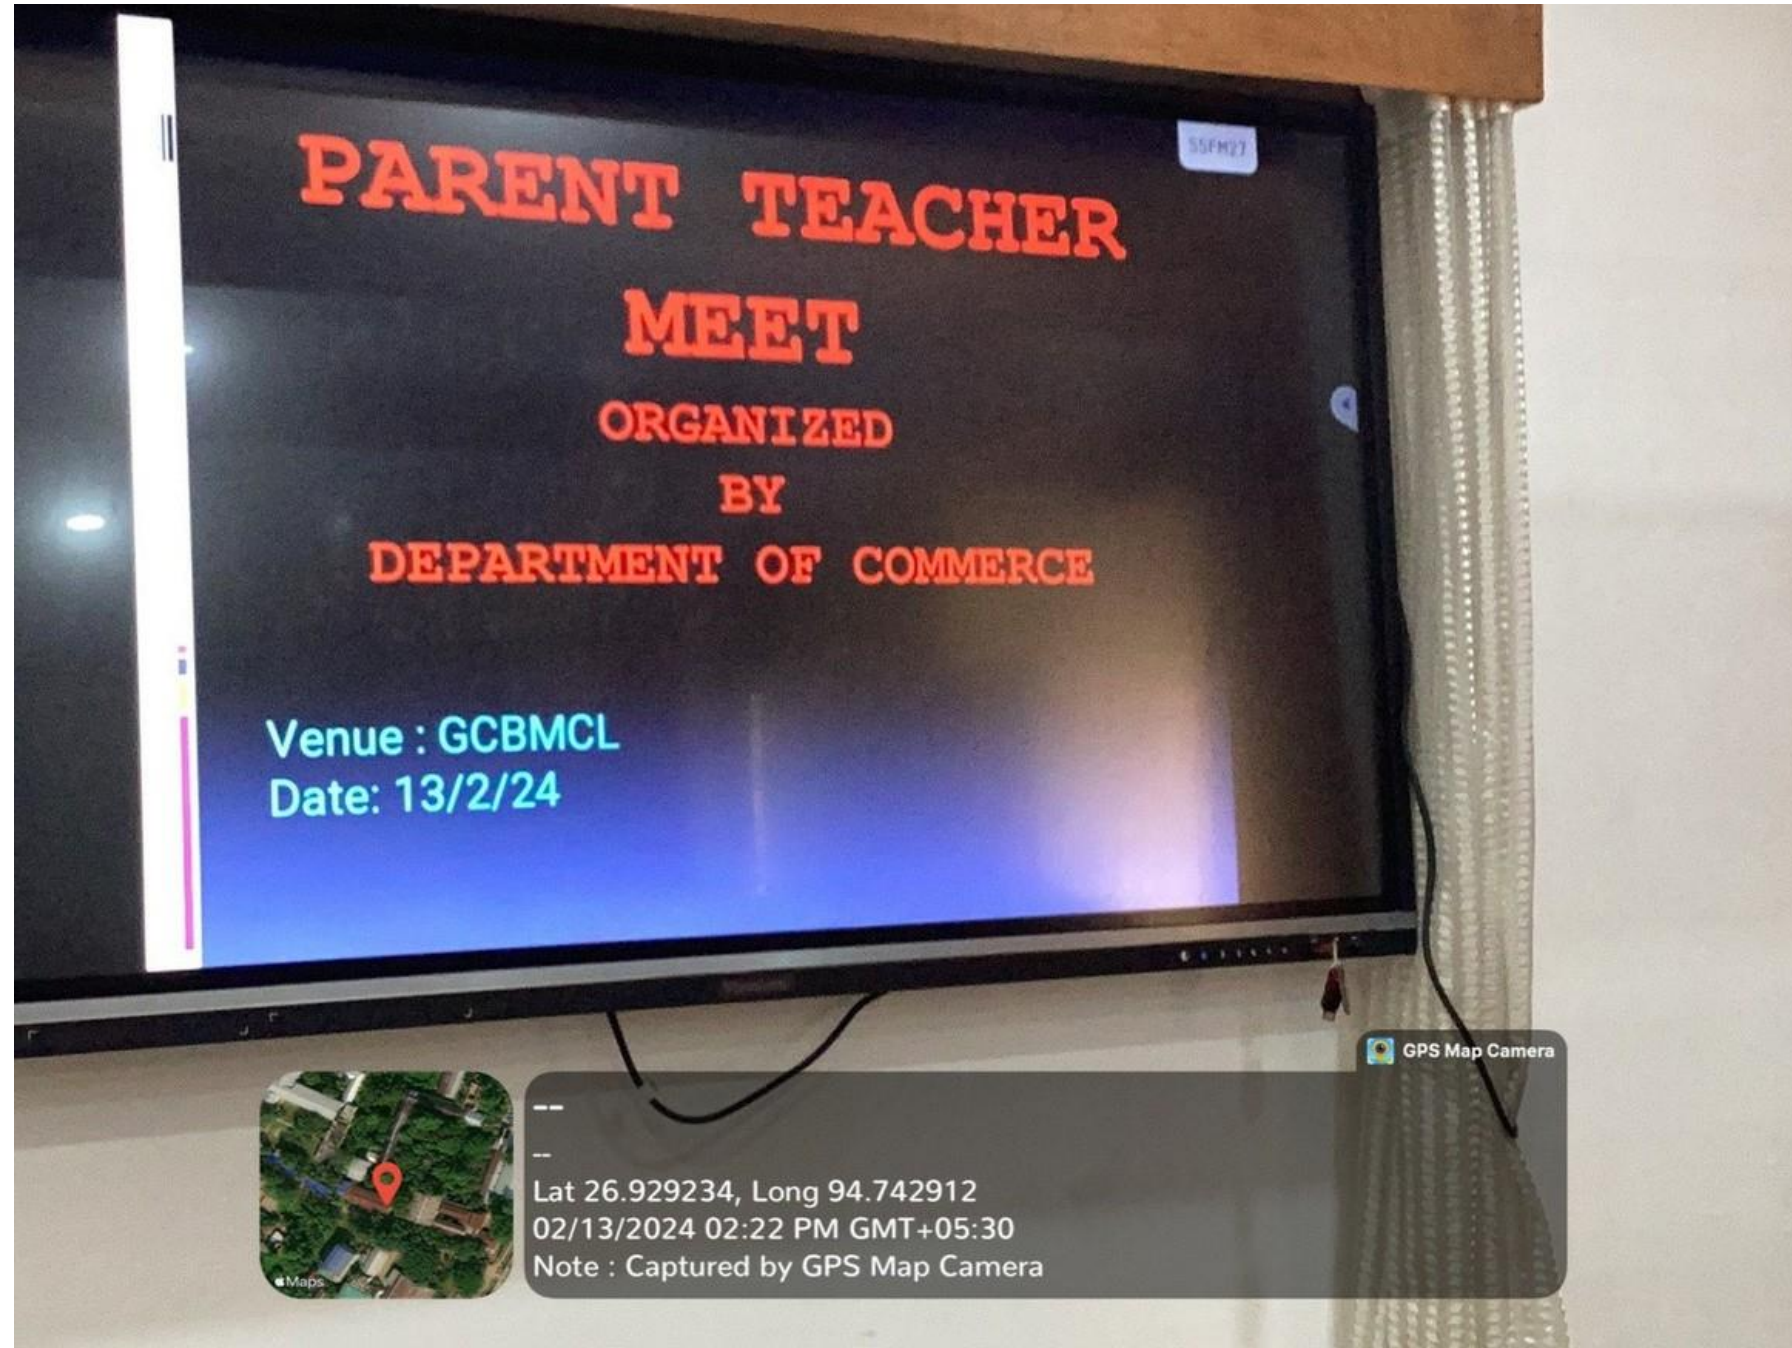 55FM27
PARENT TEACHER
MEET
ORGANIZED
BY
DEPARTMENT OF COMMERCE
Venue : GCBMCL
Date: 13/2/24
GPS Map Camera
--
--
Lat 26.929234, Long 94.742912
02/13/2024 02:22 PM GMT+05:30
Note : Captured by GPS Map Camera
Maps